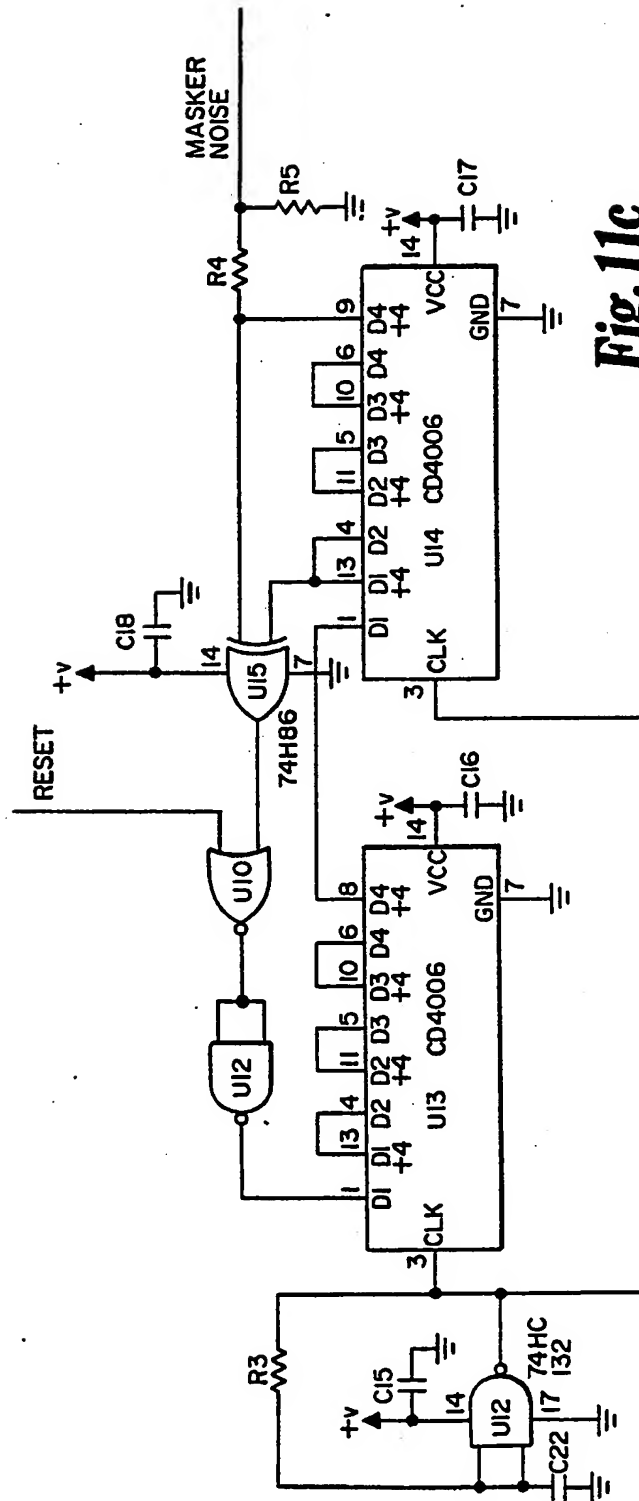 MASKER
NOISE
R4
R5
RESET
+v
C18
14
U15
7
74H86
U10
U12
+v
C17
14
VCC
GND
7
9
D4
+4
6
D4
10
D3
+4
5
D3
11
D2
+4
4
D2
13
D1
+4
1
D1
CD4006
U14
3
CLK
+v
C16
14
VCC
GND
7
8
D4
+4
6
D4
10
D3
+4
5
D3
11
D2
+4
4
D2
13
D1
+4
1
D1
CD4006
U13
3
CLK
R3
+v
C15
14
U12
17
74HC
132
C22
Fig. 11c